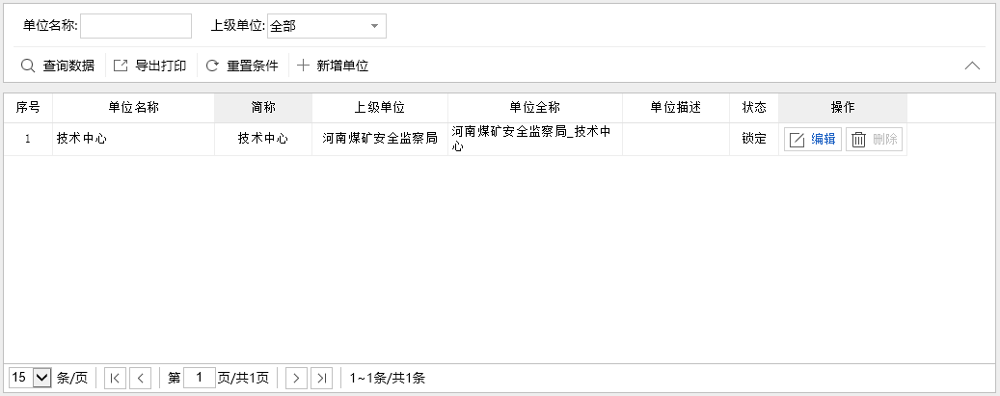 单位名称: 上级单位: 全部
查询数据 导出打印 重置条件 新增单位
序号 单位名称 简称 上级单位 单位全称 单位描述 状态 操作
1 技术中心 技术中心 河南煤矿安全监察局 河南煤矿安全监察局_技术中 锁定 编辑 删除
心
15 条/页 第 1 页/共1页 1~1条/共1条